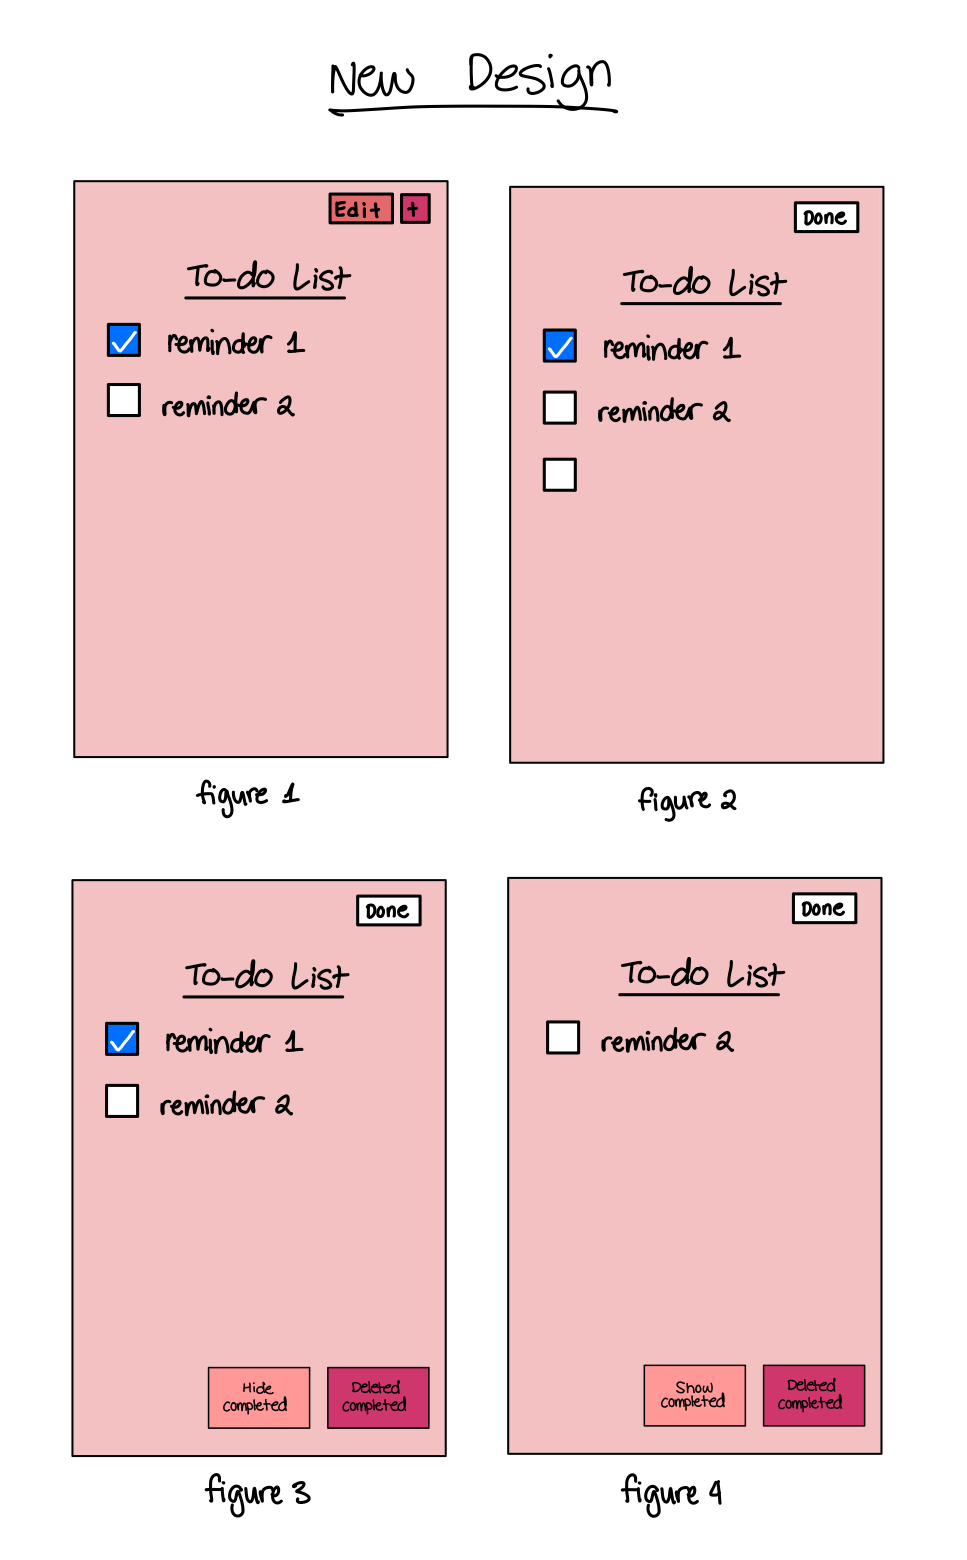 New Design
Edit +
To-do List
reminder 1
reminder 2
figure 1
Done
To-do List
reminder 1
reminder 2
figure 2
Done
To-do List
reminder 1
reminder 2
Hide
completed
Deleted
completed
figure 3
Done
To-do List
reminder 2
Show
completed
Deleted
completed
figure 4